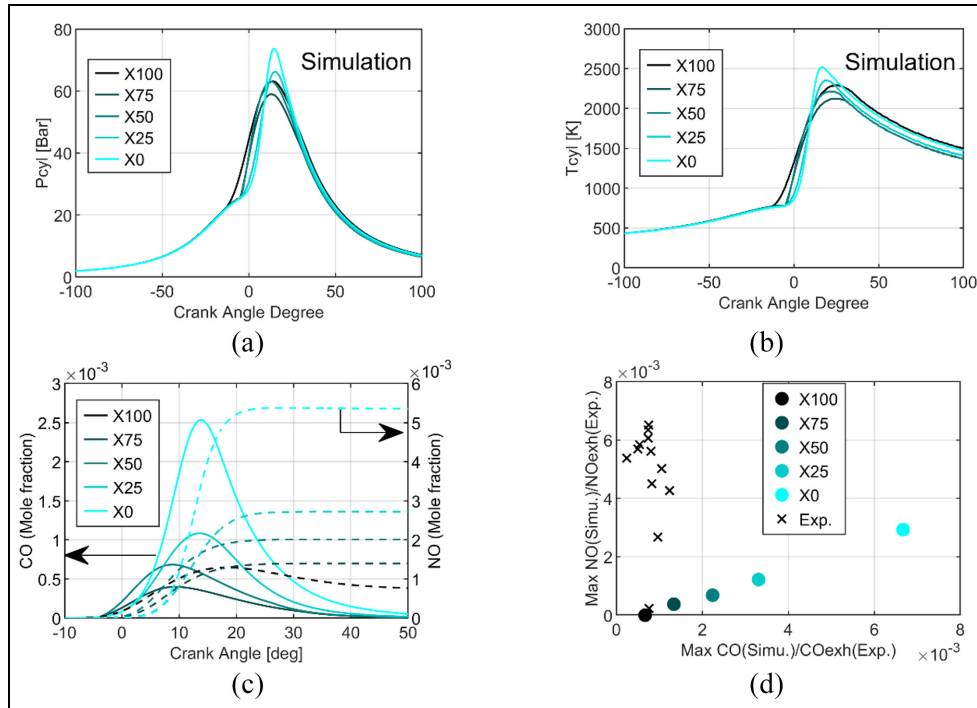 80
60
40
20
0
Pcyl [Bar]
X100
X75
X50
X25
X0
Simulation
-100
-50
0
50
100
Crank Angle Degree
(a)
3000
2500
2000
1500
1000
500
0
Tcyl [K]
X100
X75
X50
X25
X0
Simulation
-100
-50
0
50
100
Crank Angle Degree
(b)
×10⁻³
3
2.5
2
1.5
1
0.5
0
CO (Mole fraction)
X100
X75
X50
X25
X0
×10⁻³
6
5
4
3
2
1
0
NO (Mole fraction)
-10
0
10
20
30
40
50
Crank Angle [deg]
(c)
×10⁻³
8
6
4
2
0
Max NO(Simu.)/NOexh(Exp.)
X100
X75
X50
X25
X0
Exp.
0
2
4
6
8
Max CO(Simu.)/COexh(Exp.)
×10⁻³
(d)